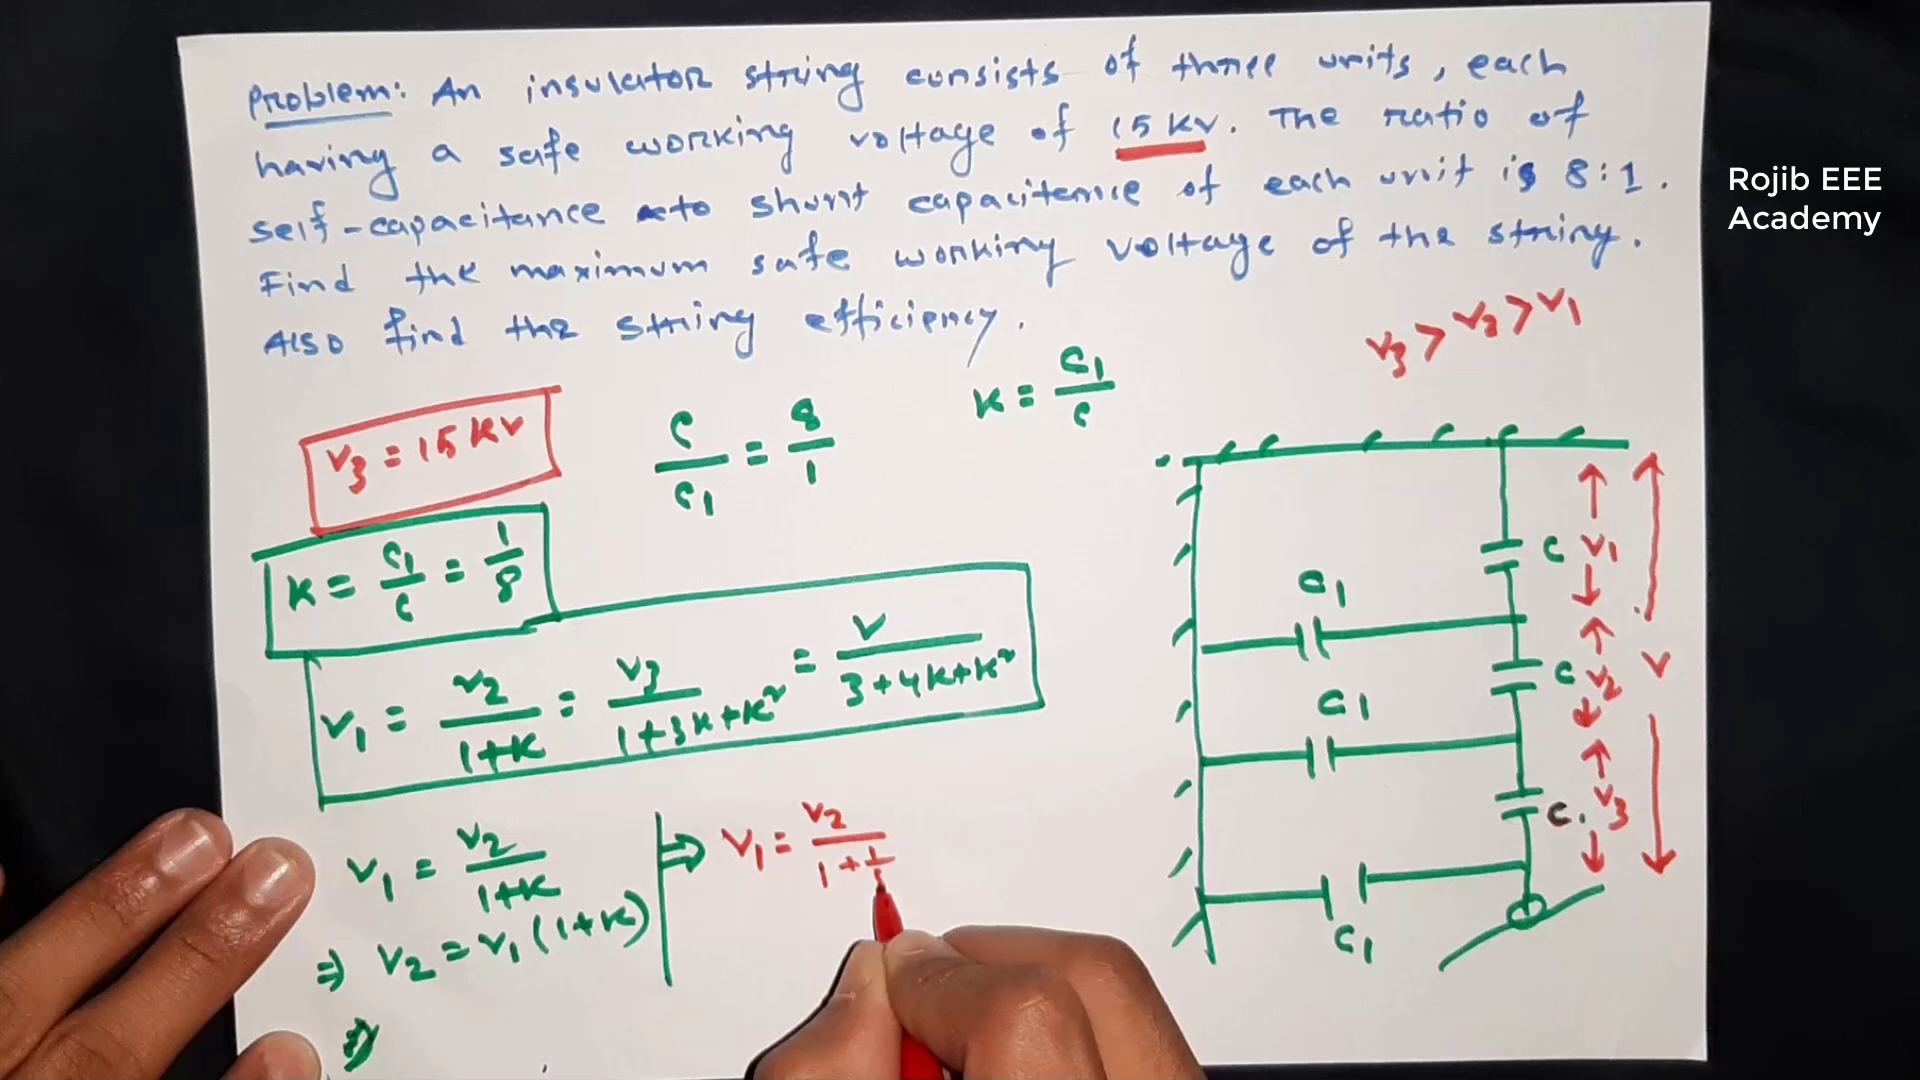 Problem: An insulator string consists of three units, each
having a safe working voltage of 15 kV. The ratio of
self-capacitance to shunt capacitance of each unit is 8:1.
Find the maximum safe working voltage of the string.
Also find the string efficiency.
Rojib EEE
Academy
V3 > V2 > V1
V3 = 15 kV
C/C1 = 8/1
K = C1/C
K = C1/C = 1/8
V1 = V2/(1+K) = V3/(1+3K+K²) = V/(3+4K+K²)
V1 = V2/(1+K)
⇒ V2 = V1(1+K)
⇒ V1 = V2/(1+1/
C V1
C1
C V2
V
C1
C. V3
C1